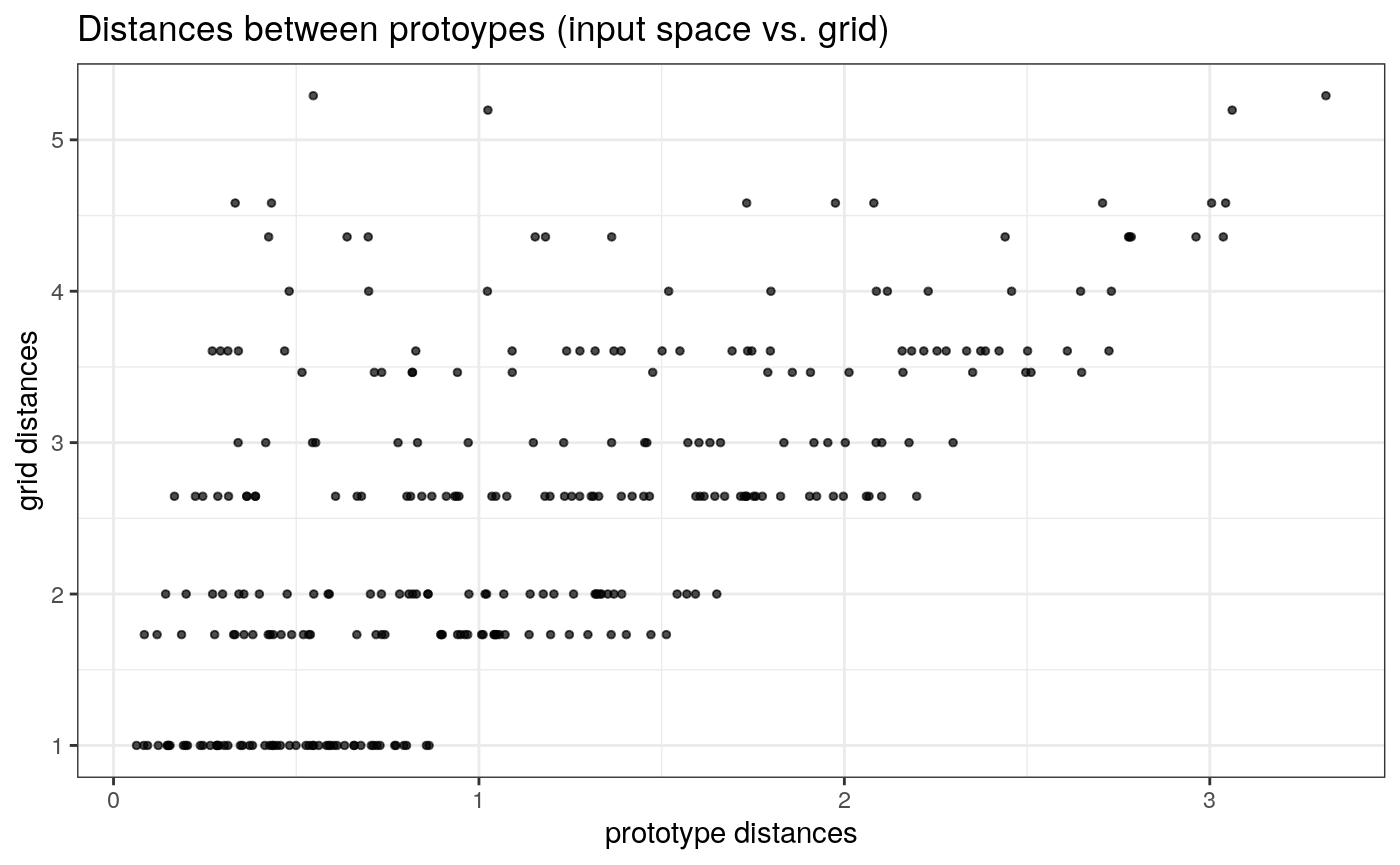 Distances between protoypes (input space vs. grid)
5
4
3
2
1
grid distances
0 1 2 3
prototype distances